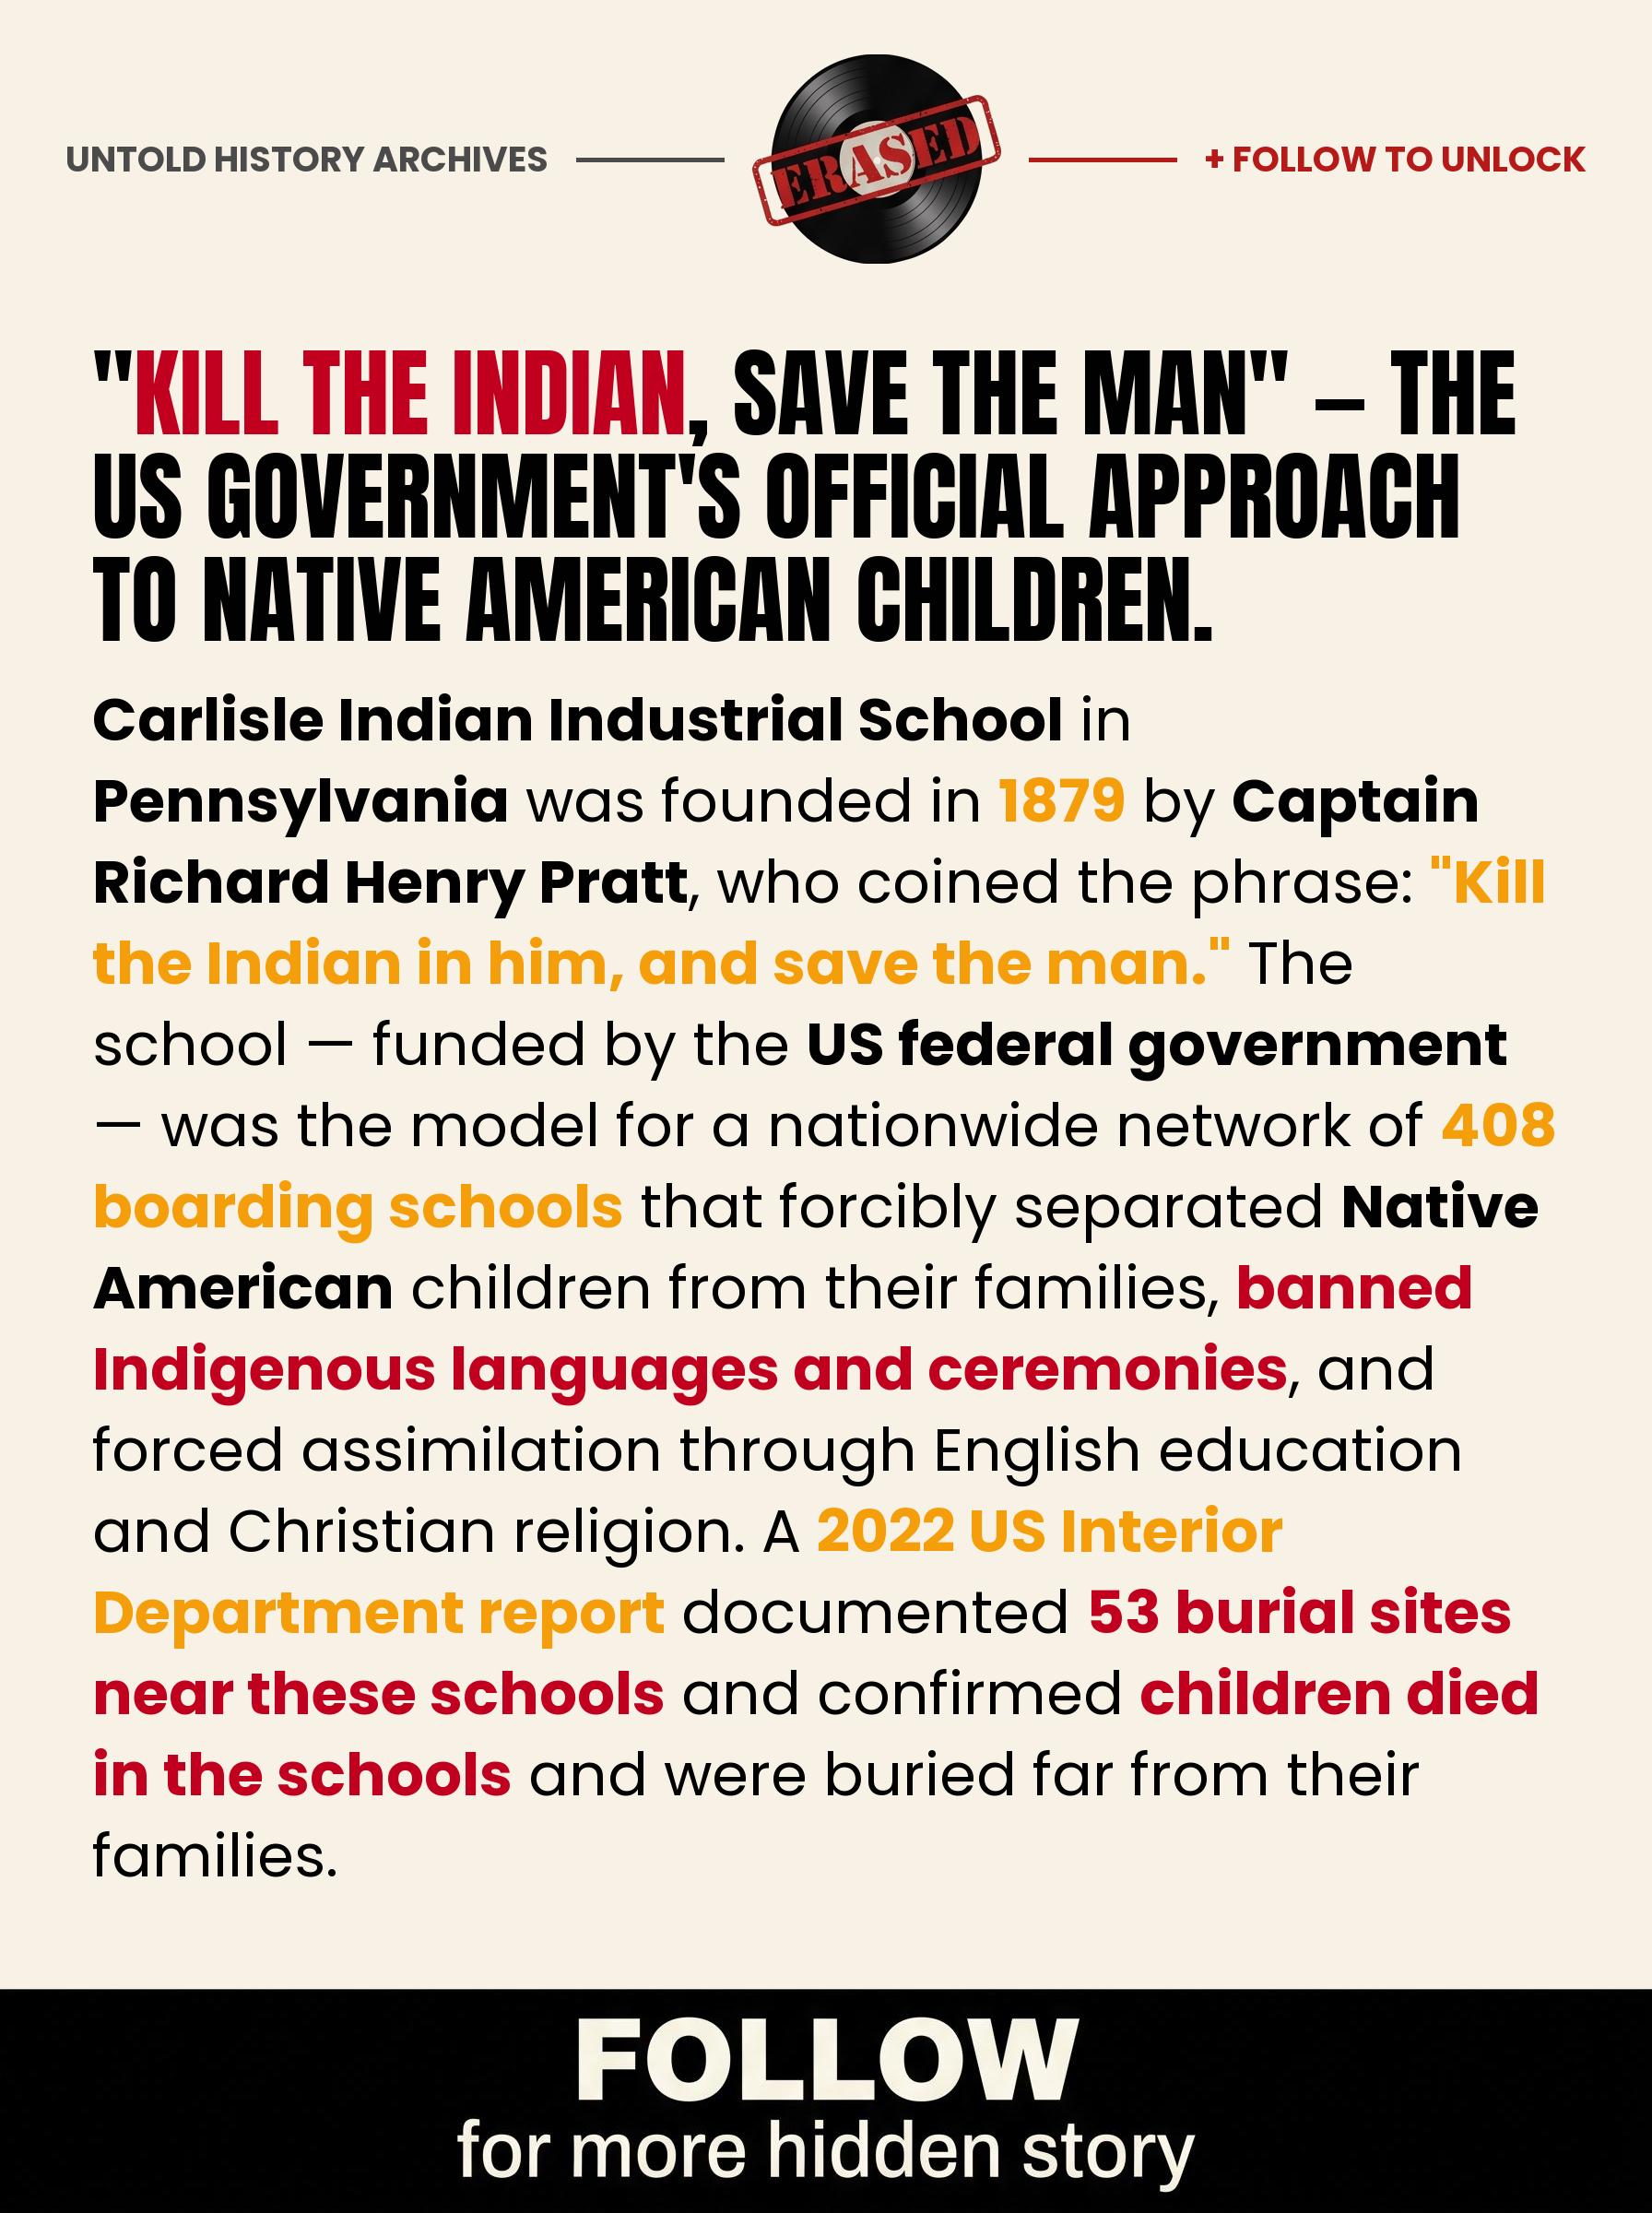 UNTOLD HISTORY ARCHIVES
ERASED
+ FOLLOW TO UNLOCK
"KILL THE INDIAN, SAVE THE MAN" – THE
US GOVERNMENT'S OFFICIAL APPROACH
TO NATIVE AMERICAN CHILDREN.
Carlisle Indian Industrial School in
Pennsylvania was founded in 1879 by Captain
Richard Henry Pratt, who coined the phrase: "Kill
the Indian in him, and save the man." The
school — funded by the US federal government
— was the model for a nationwide network of 408
boarding schools that forcibly separated Native
American children from their families, banned
Indigenous languages and ceremonies, and
forced assimilation through English education
and Christian religion. A 2022 US Interior
Department report documented 53 burial sites
near these schools and confirmed children died
in the schools and were buried far from their
families.
FOLLOW
for more hidden story